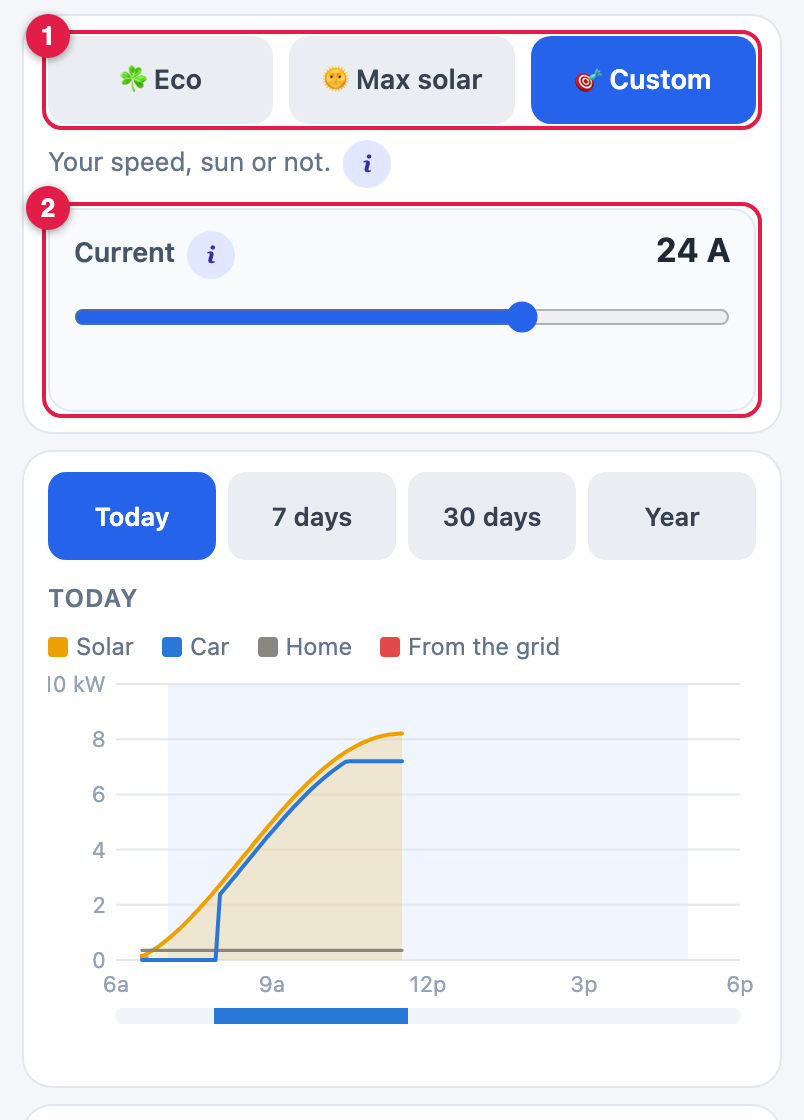 1
Eco
Max solar
Custom
Your speed, sun or not. i
2
Current i
24 A
Today
7 days
30 days
Year
TODAY
Solar
Car
Home
From the grid
10 kW
8
6
4
2
0
6a
9a
12p
3p
6p